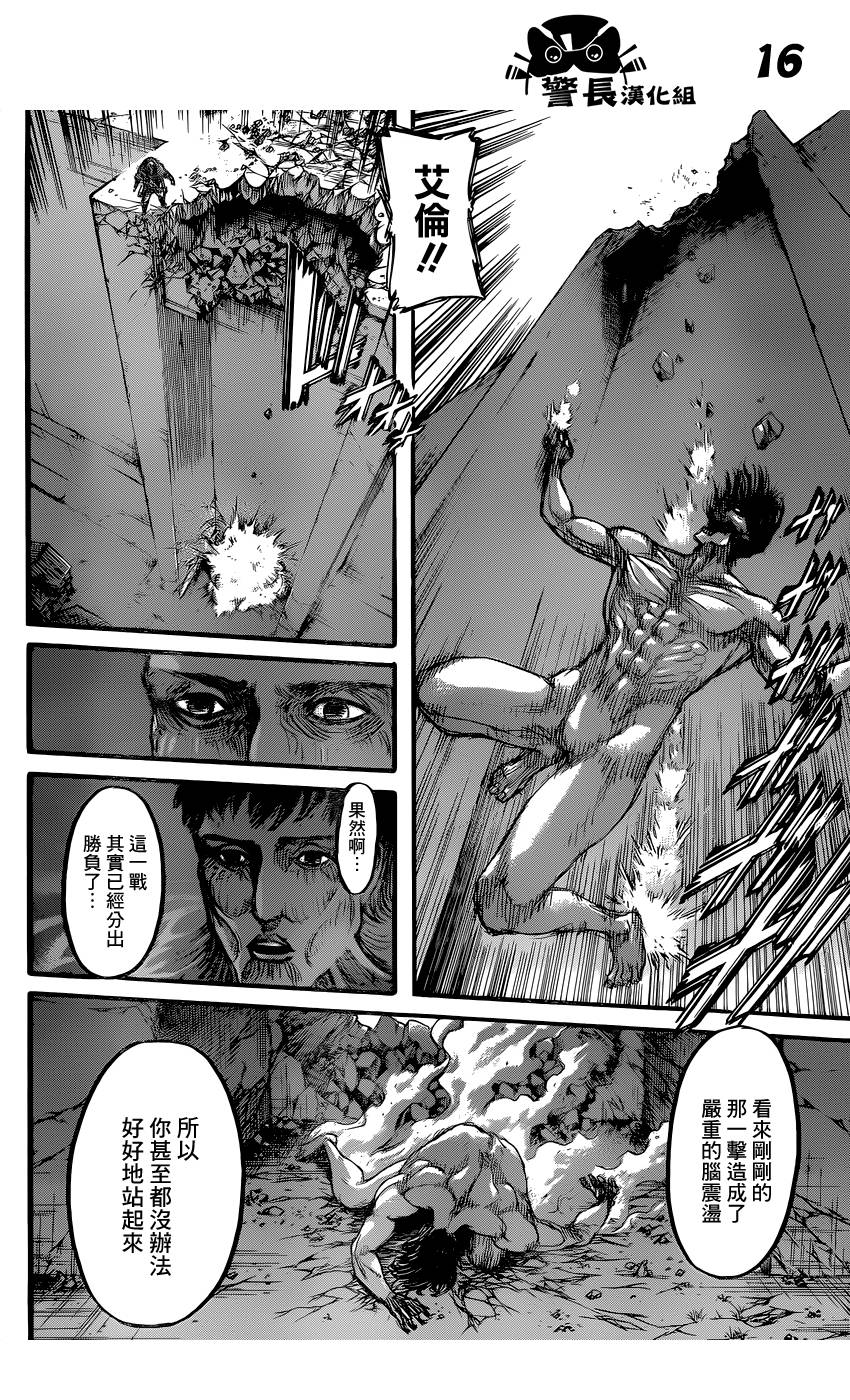 警長漢化組
16
艾倫!!
果然啊…
這一戰
其實已經分出
勝負了…
看來剛剛的
那一擊造成了
嚴重的腦震盪
所以
你甚至都沒辦法
好好地站起來